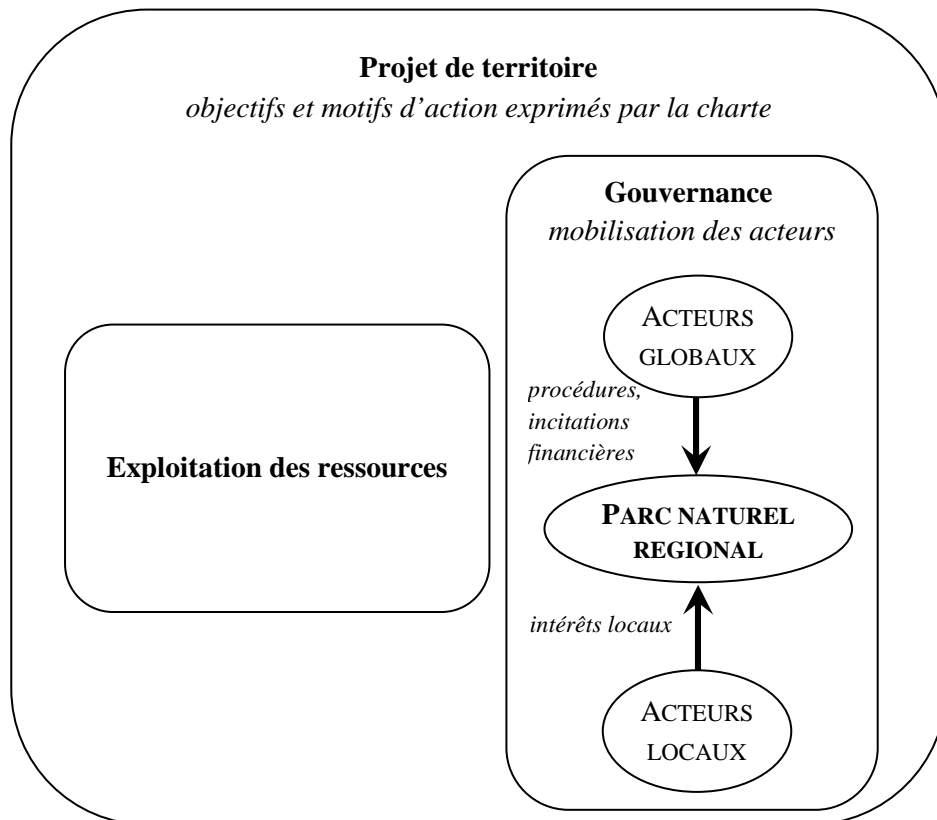 Projet de territoire
objectifs et motifs d’action exprimés par la charte
Gouvernance
mobilisation des acteurs
ACTEURS
GLOBAUX
procédures,
incitations
financières
Exploitation des ressources
PARC NATUREL
REGIONAL
intérêts locaux
ACTEURS
LOCAUX